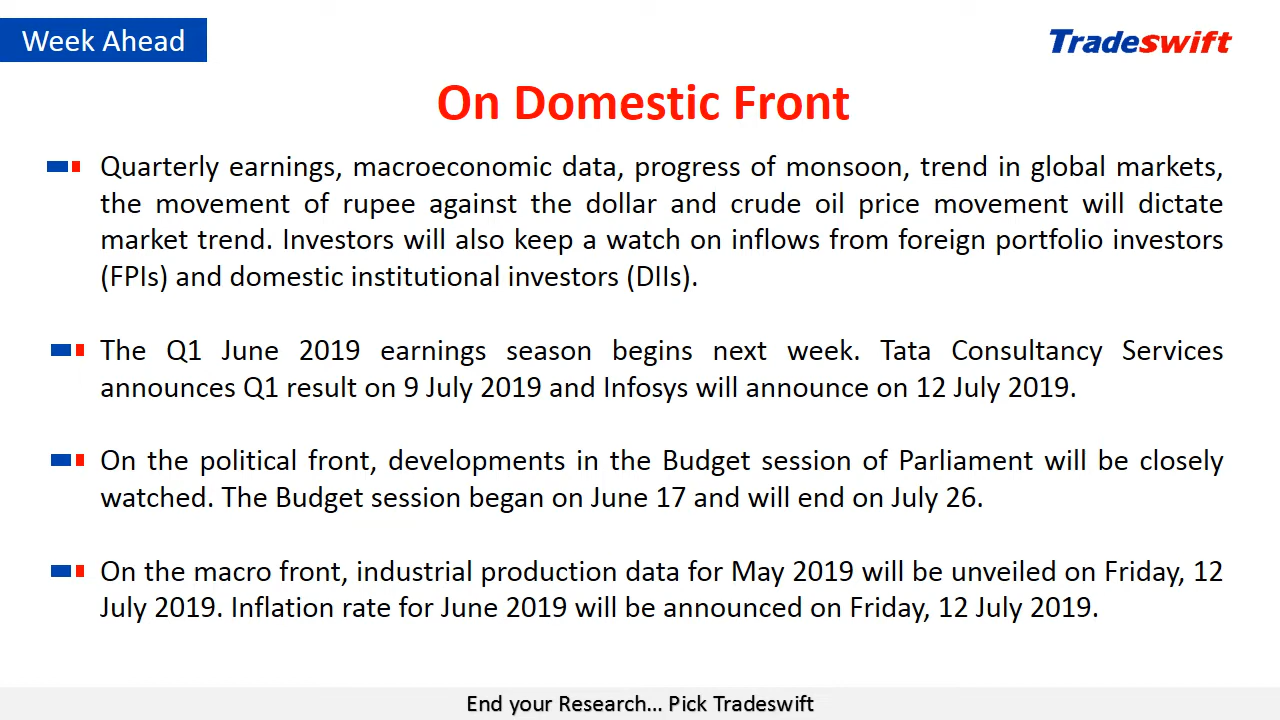 Week Ahead
Tradeswift
On Domestic Front
Quarterly earnings, macroeconomic data, progress of monsoon, trend in global markets,
the movement of rupee against the dollar and crude oil price movement will dictate
market trend. Investors will also keep a watch on inflows from foreign portfolio investors
(FPIs) and domestic institutional investors (DIIs).
The Q1 June 2019 earnings season begins next week. Tata Consultancy Services
announces Q1 result on 9 July 2019 and Infosys will announce on 12 July 2019.
On the political front, developments in the Budget session of Parliament will be closely
watched. The Budget session began on June 17 and will end on July 26.
On the macro front, industrial production data for May 2019 will be unveiled on Friday, 12
July 2019. Inflation rate for June 2019 will be announced on Friday, 12 July 2019.
End your Research... Pick Tradeswift